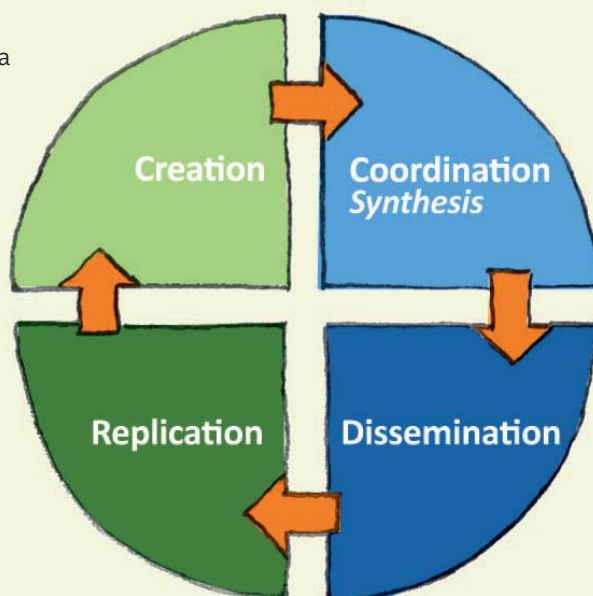 a
Creation
Coordination
Synthesis
Replication
Dissemination